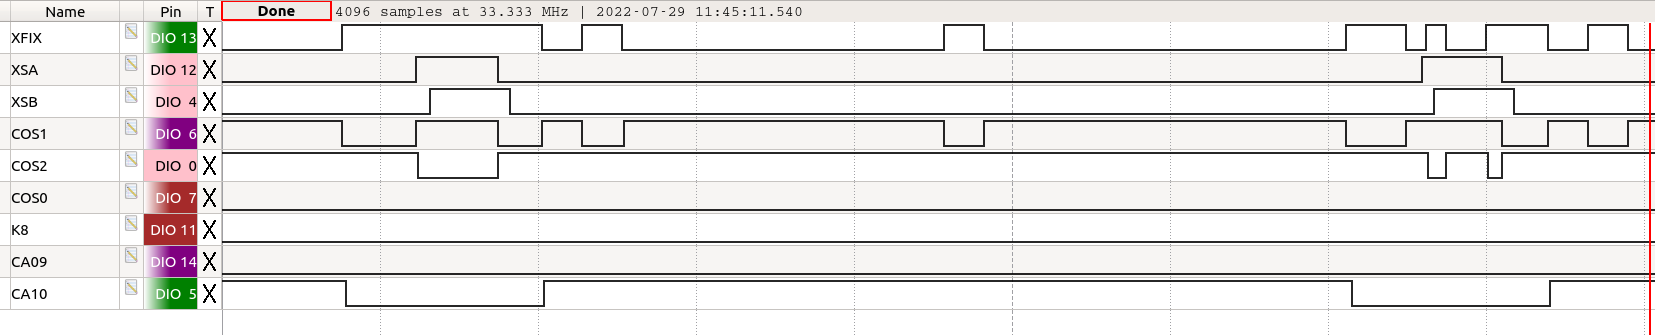 Name Pin T Done 4096 samples at 33.333 MHz | 2022-07-29 11:45:11.540
XFIX DIO 13 X
XSA DIO 12 X
XSB DIO 4 X
COS1 DIO 6 X
COS2 DIO 0 X
COS0 DIO 7 X
K8 DIO 11 X
CA09 DIO 14 X
CA10 DIO 5 X